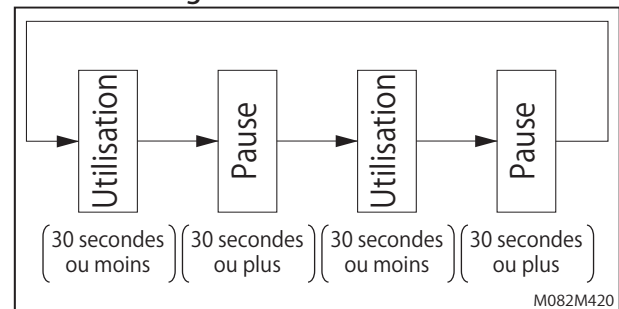 Utilisation
Pause
Utilisation
Pause
(30 secondes
ou moins)
(30 secondes
ou plus)
(30 secondes
ou moins)
(30 secondes
ou plus)
M082M420